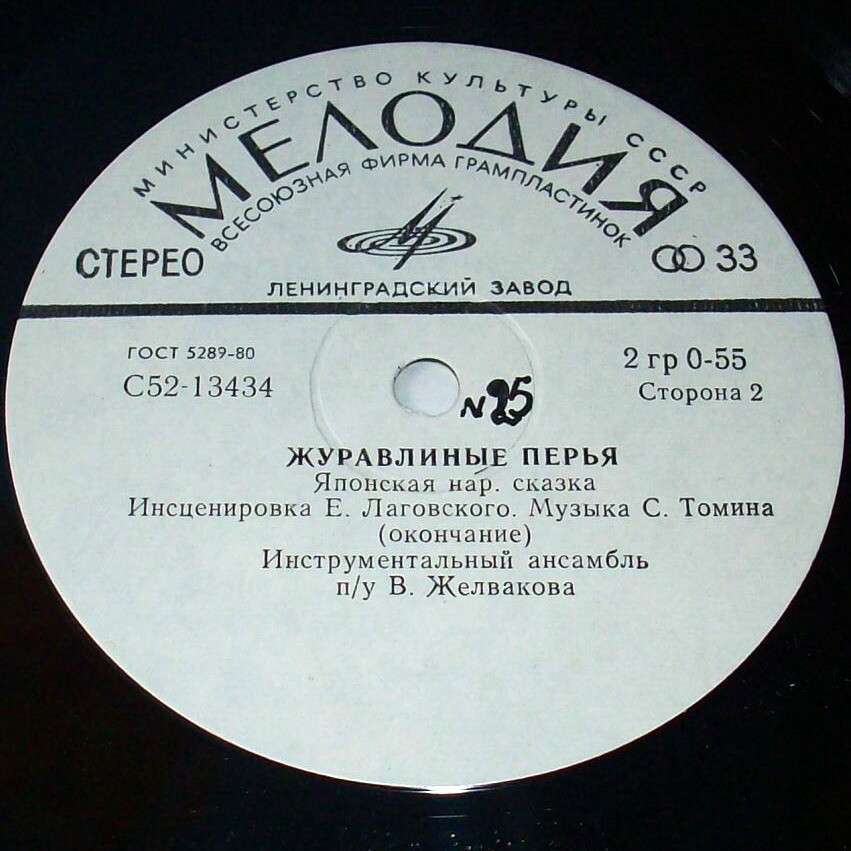 МИНИСТЕРСТВО КУЛЬТУРЫ СССР
МЕЛОДИЯ
ВСЕСОЮЗНАЯ ФИРМА ГРАМПЛАСТИНОК
СТЕРЕО
33
ЛЕНИНГРАДСКИЙ ЗАВОД
ГОСТ 5289-80
2 гр 0-55
С52-13434
Сторона 2
N 25
ЖУРАВЛИНЫЕ ПЕРЬЯ
Японская нар. сказка
Инсценировка Е. Лаговского. Музыка С. Томина
(окончание)
Инструментальный ансамбль
п/у В. Желвакова